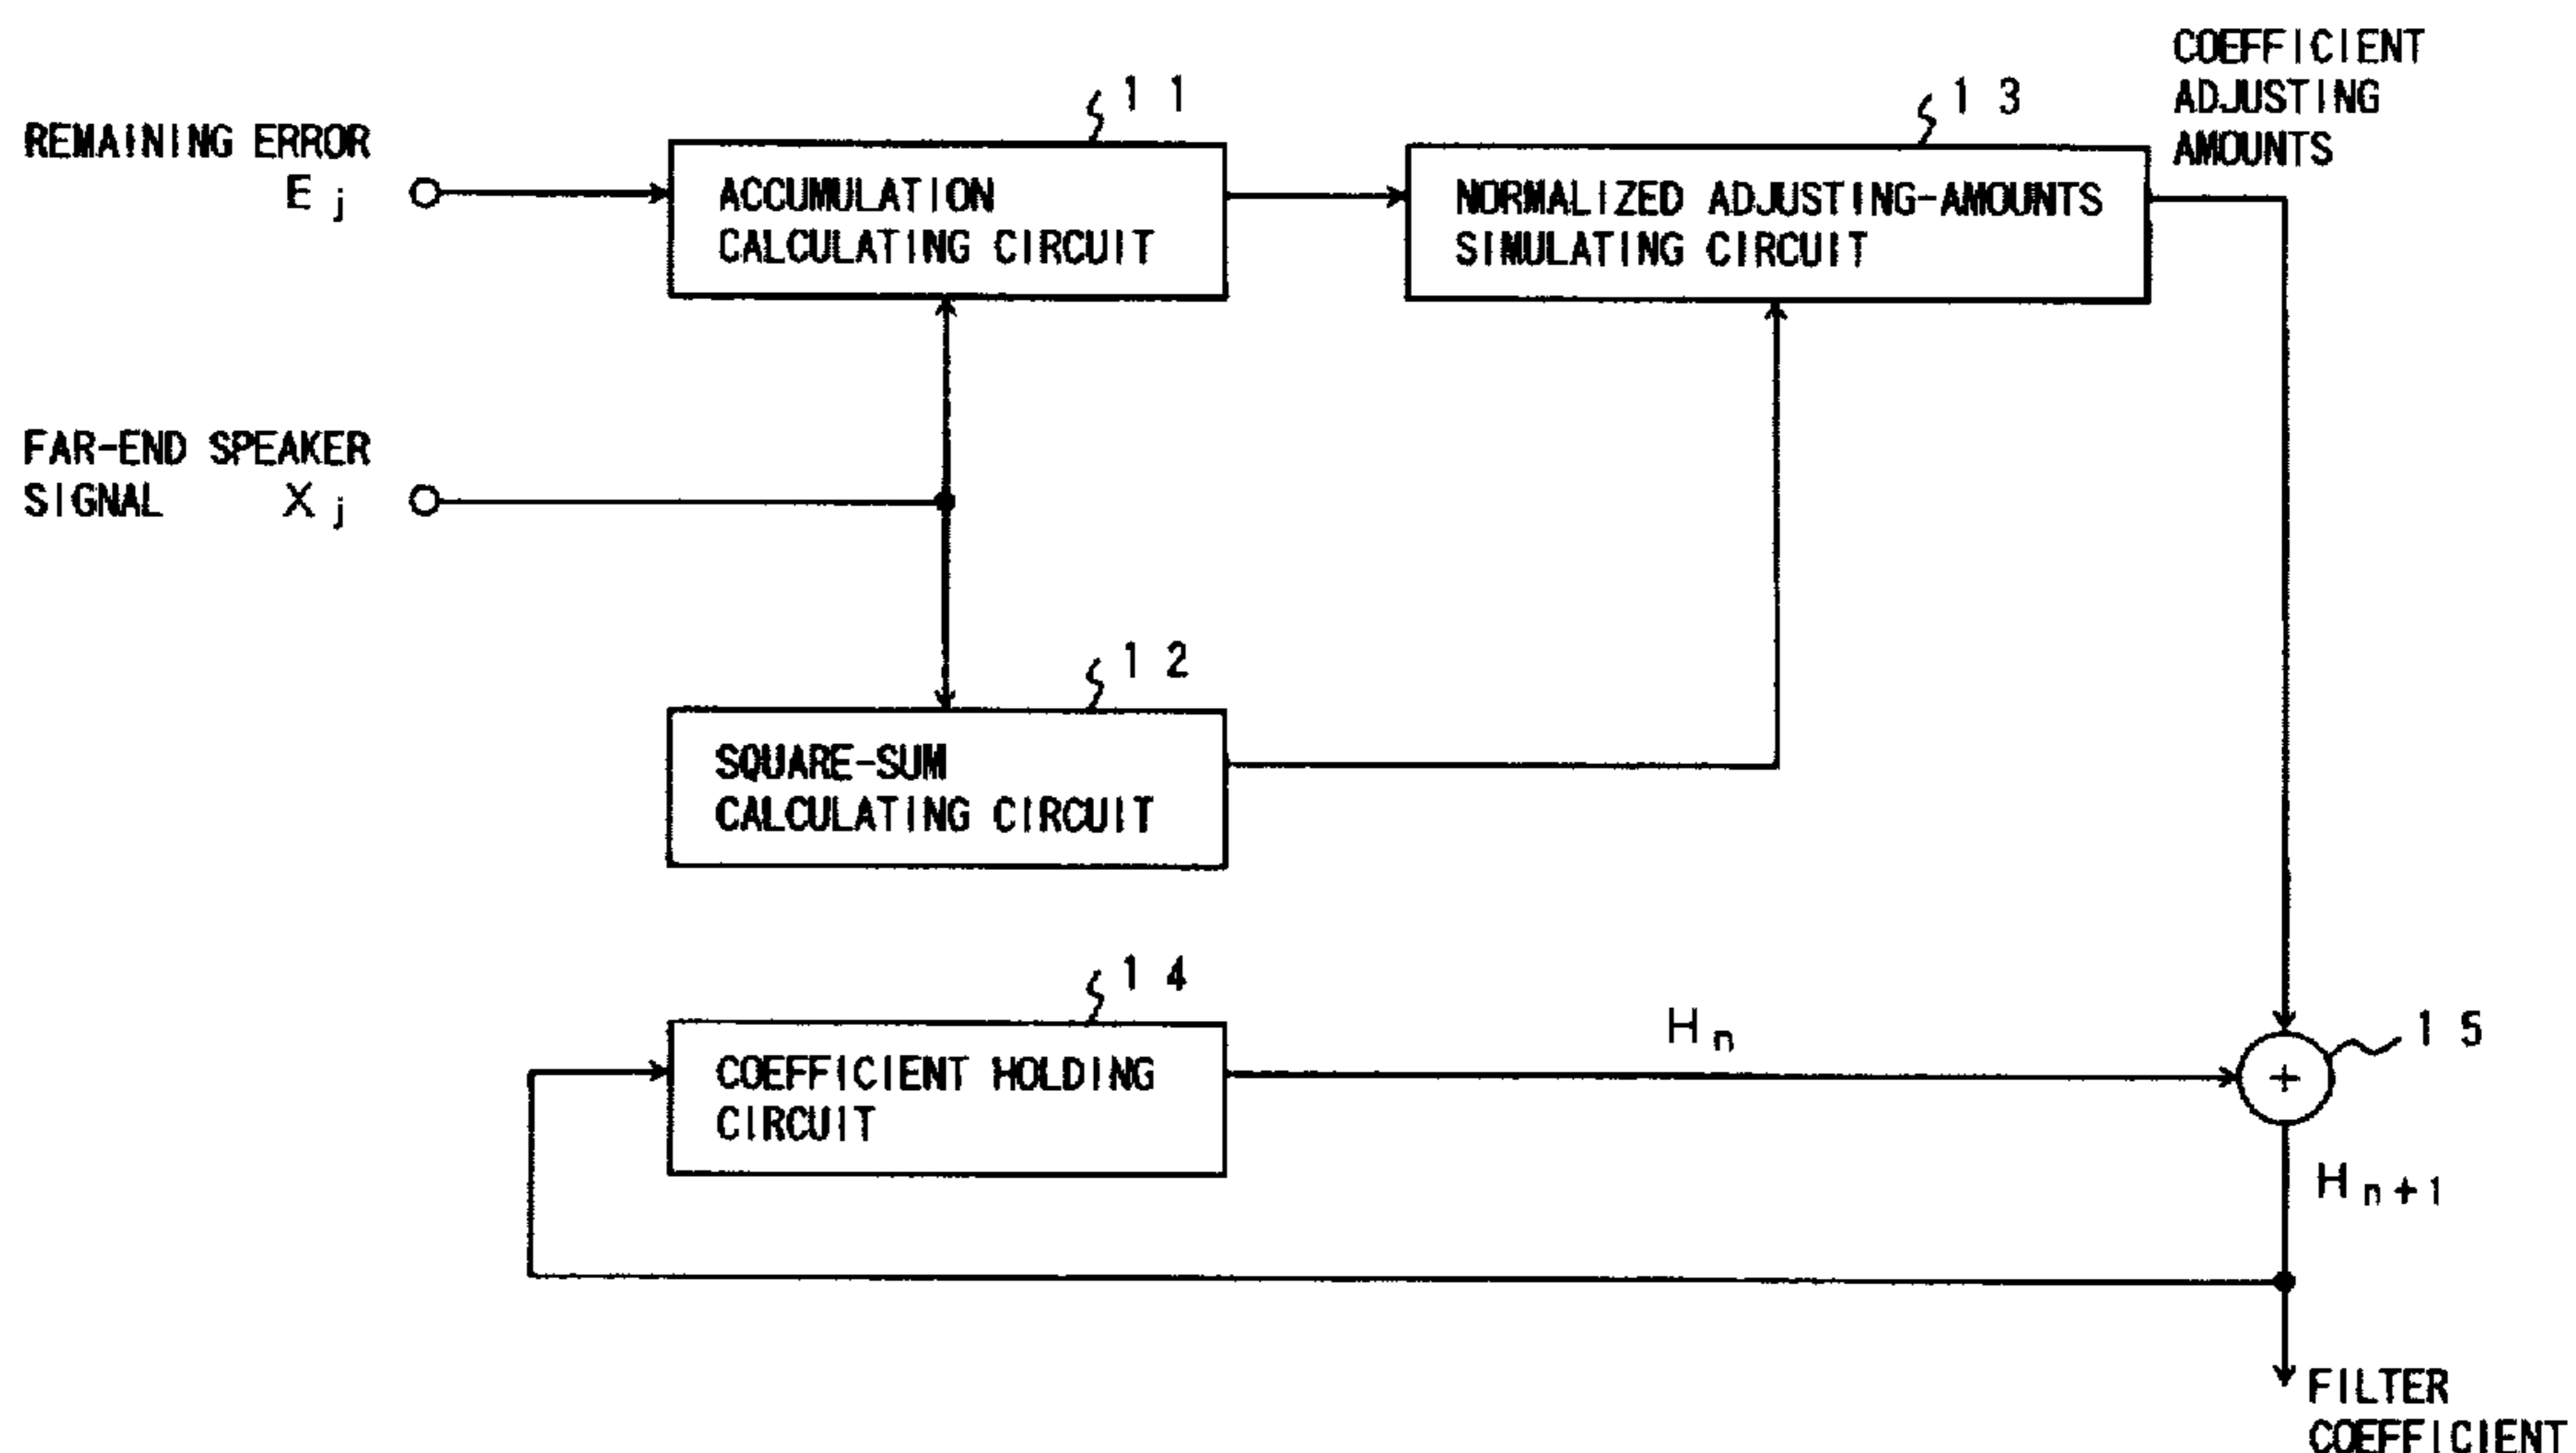 COEFFICIENT
ADJUSTING
AMOUNTS
11
13
REMAINING ERROR
E j
ACCUMULATION
CALCULATING CIRCUIT
NORMALIZED ADJUSTING-AMOUNTS
SIMULATING CIRCUIT
FAR-END SPEAKER
SIGNAL X j
12
SQUARE-SUM
CALCULATING CIRCUIT
14
COEFFICIENT HOLDING
CIRCUIT
H n
+
15
H n+1
FILTER
COEFFICIENT